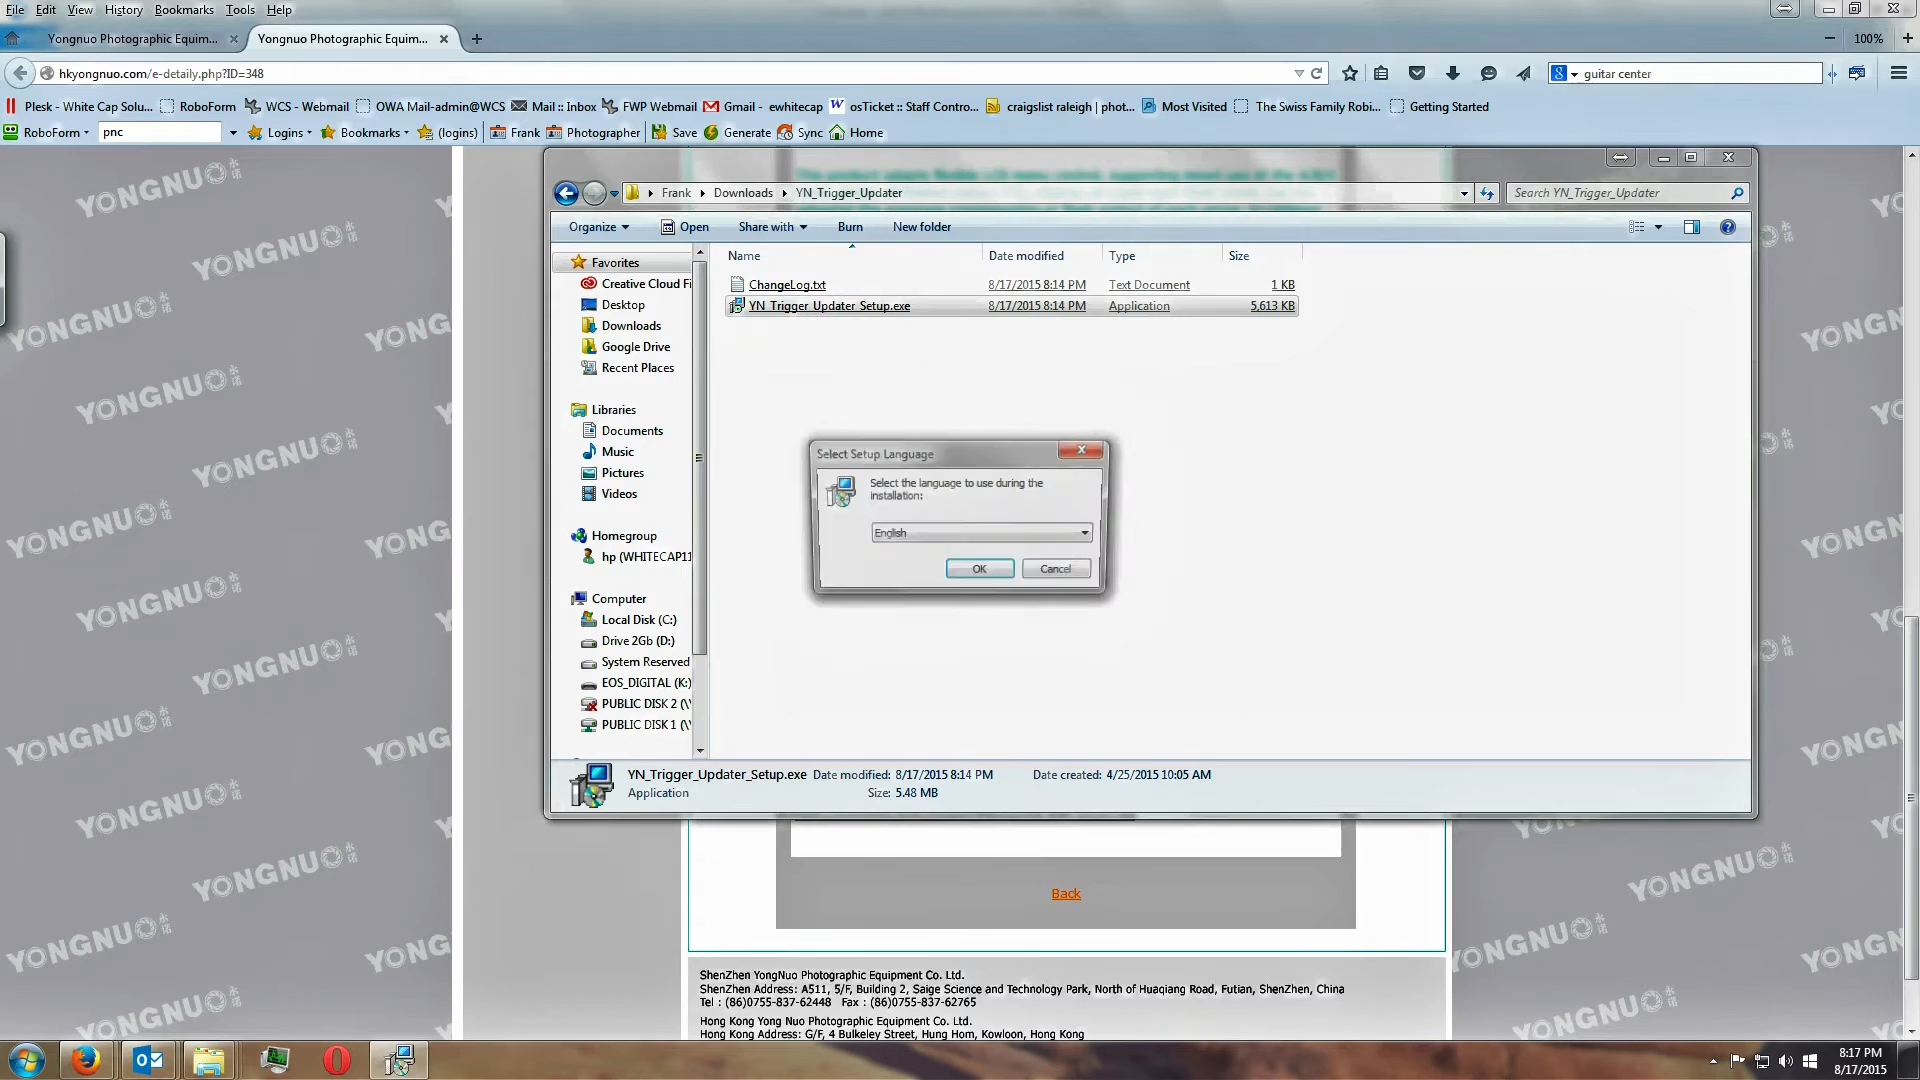 File Edit View History Bookmarks Tools Help
Yongnuo Photographic Equim... Yongnuo Photographic Equim... 100%
hkyongnuo.com/e-detaily.php?ID=348 guitar center
Plesk - White Cap Solu... RoboForm WCS - Webmail OWA Mail-admin@WCS Mail :: Inbox FWP Webmail Gmail - ewhitecap osTicket :: Staff Contro... craigslist raleigh | phot... Most Visited The Swiss Family Robi... Getting Started
RoboForm pnc Logins Bookmarks (logins) Frank Photographer Save Generate Sync Home
Frank Downloads YN_Trigger_Updater Search YN_Trigger_Updater
Organize Open Share with Burn New folder
Name Date modified Type Size
ChangeLog.txt 8/17/2015 8:14 PM Text Document 1 KB
YN_Trigger_Updater_Setup.exe 8/17/2015 8:14 PM Application 5,613 KB
Favorites
Creative Cloud Fi
Desktop
Downloads
Google Drive
Recent Places
Libraries
Documents
Music
Pictures
Videos
Homegroup
hp (WHITECAP11
Computer
Local Disk (C:)
Drive 2Gb (D:)
System Reserved
EOS_DIGITAL (K:)
PUBLIC DISK 2 (\\
PUBLIC DISK 1 (\\
Select Setup Language
Select the language to use during the
installation:
English
OK Cancel
YN_Trigger_Updater_Setup.exe Date modified: 8/17/2015 8:14 PM Date created: 4/25/2015 10:05 AM
Application Size: 5.48 MB
Back
ShenZhen YongNuo Photographic Equipment Co. Ltd.
ShenZhen Address: A511, 5/F, Building 2, Saige Science and Technology Park, North of Huaqiang Road, Futian, ShenZhen, China
Tel : (86)0755-837-62448 Fax : (86)0755-837-62765
Hong Kong Yong Nuo Photographic Equipment Co. Ltd.
Hong Kong Address: G/F, 4 Bulkeley Street, Hung Hom, Kowloon, Hong Kong
YONGNUO 永诺
8:17 PM
8/17/2015